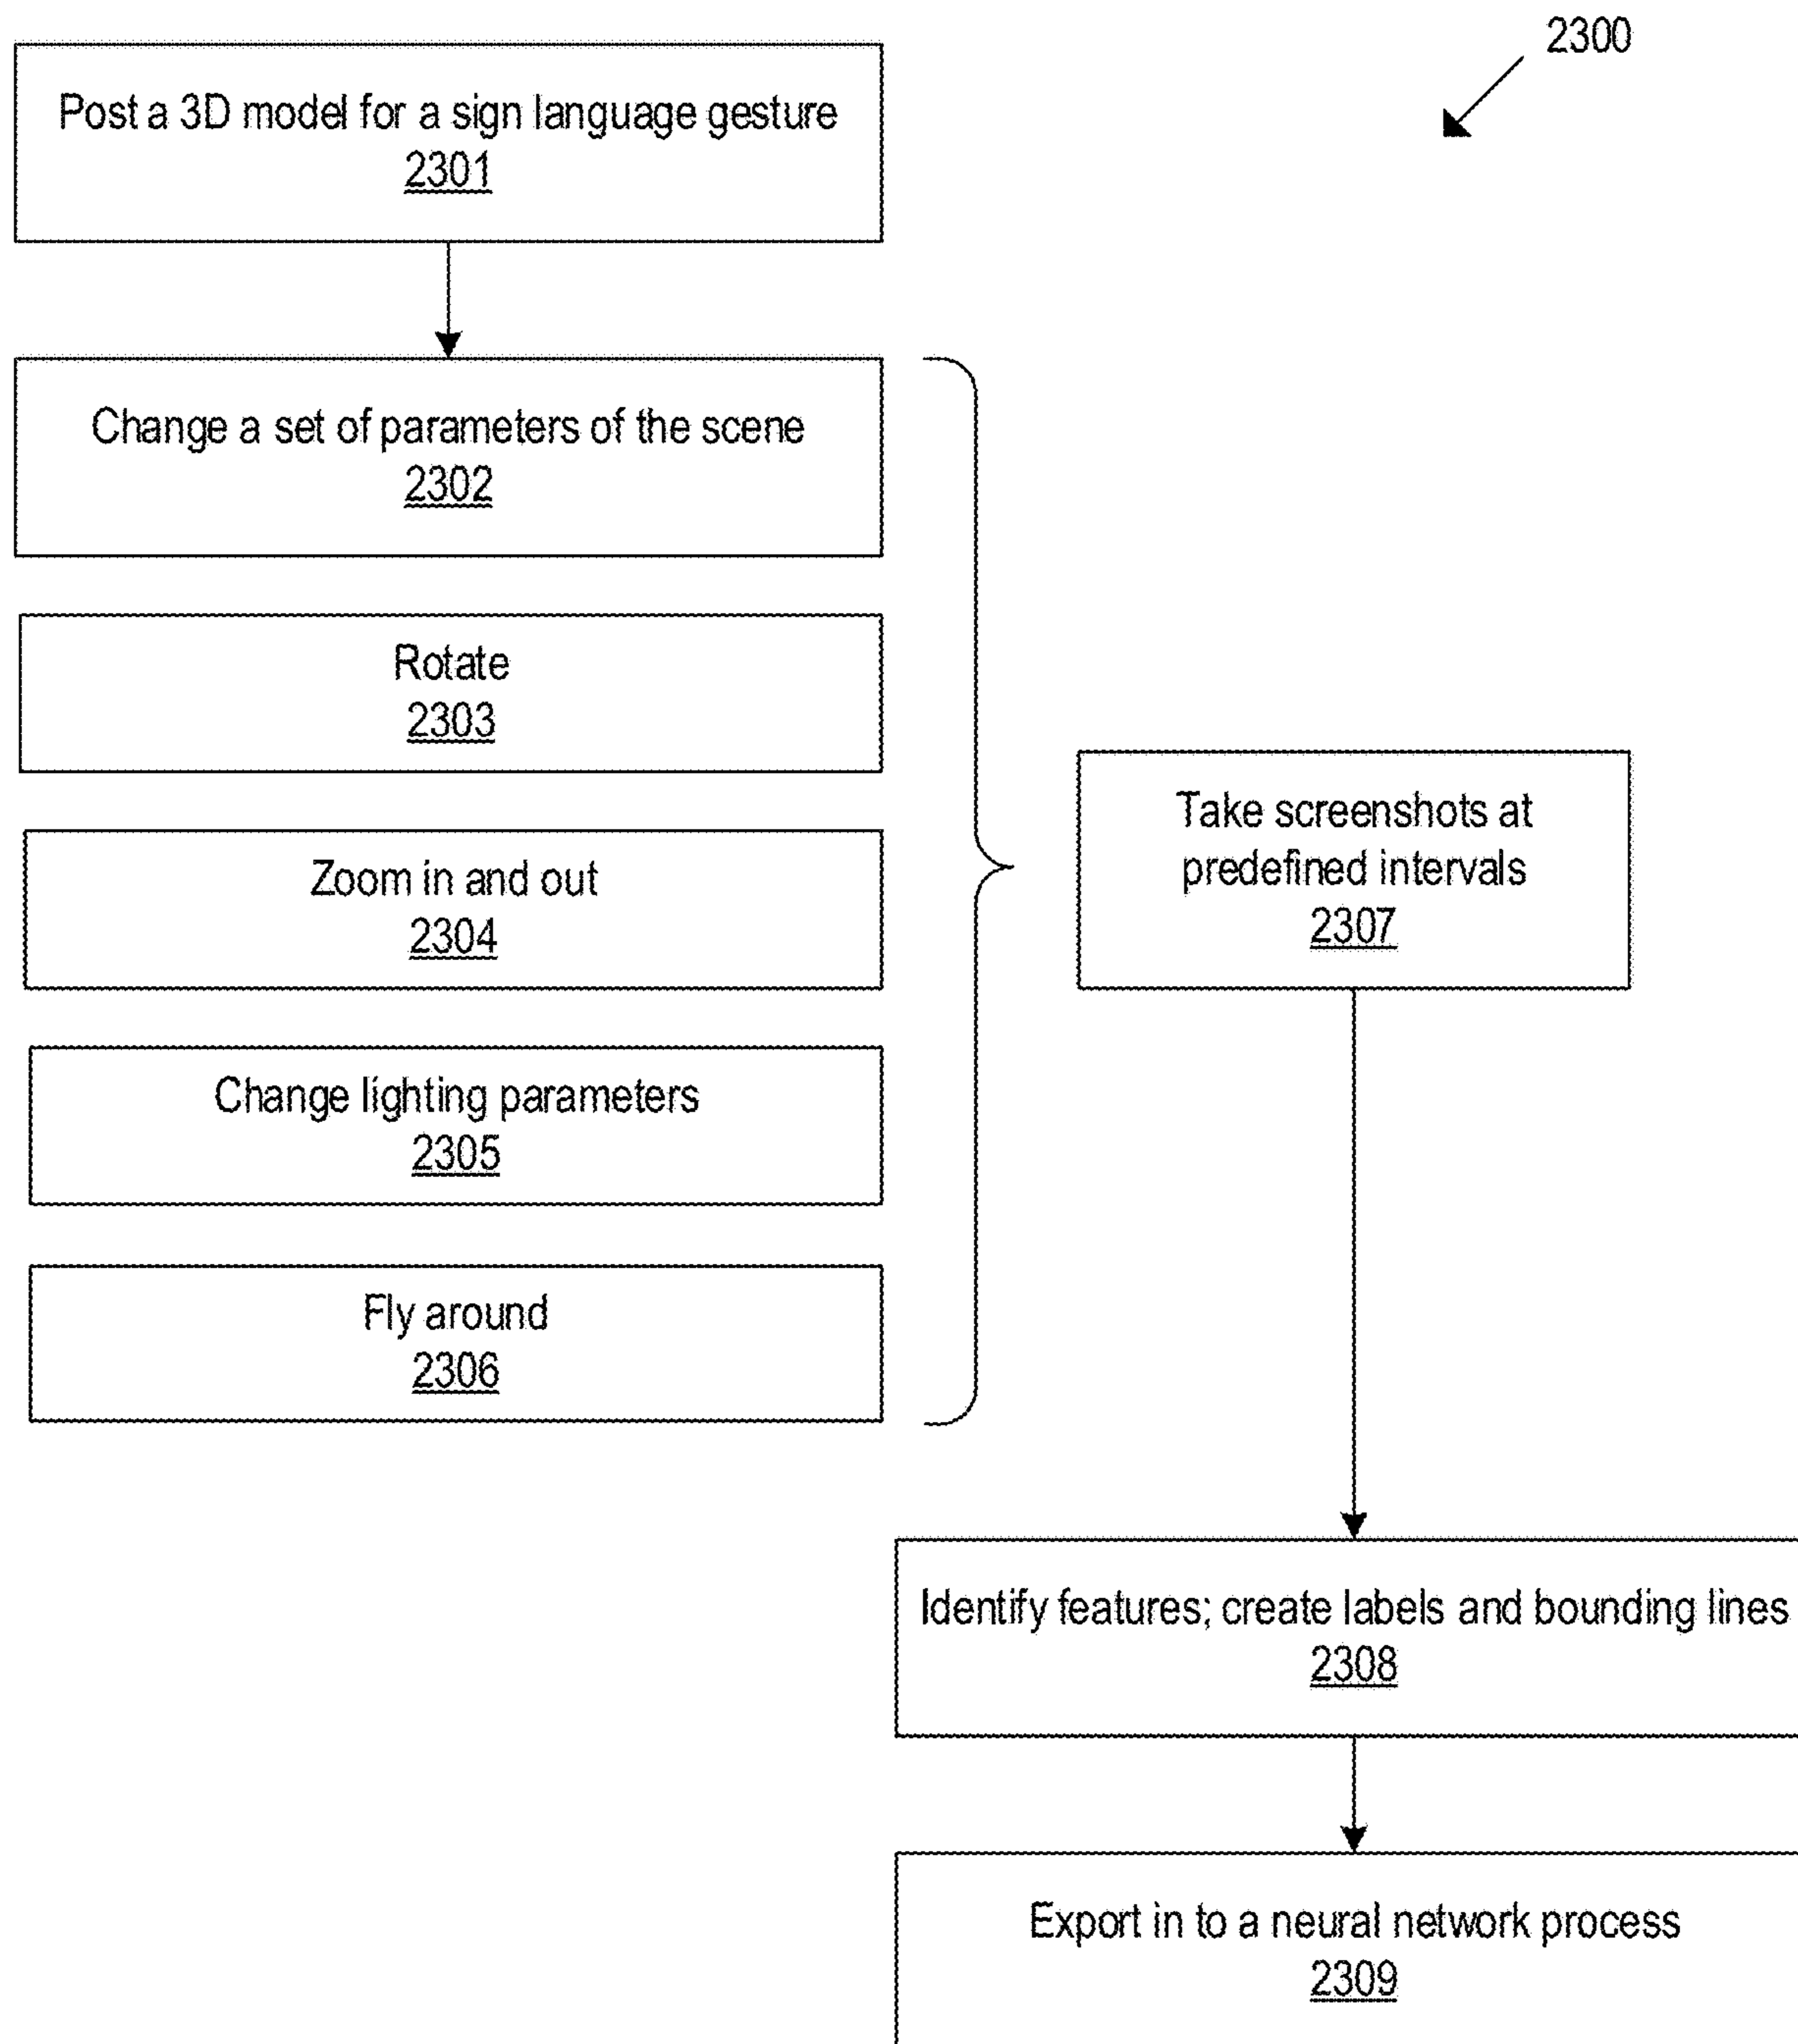 2300
Post a 3D model for a sign language gesture
2301
Change a set of parameters of the scene
2302
Rotate
2303
Zoom in and out
2304
Change lighting parameters
2305
Fly around
2306
Take screenshots at
predefined intervals
2307
Identify features; create labels and bounding lines
2308
Export in to a neural network process
2309